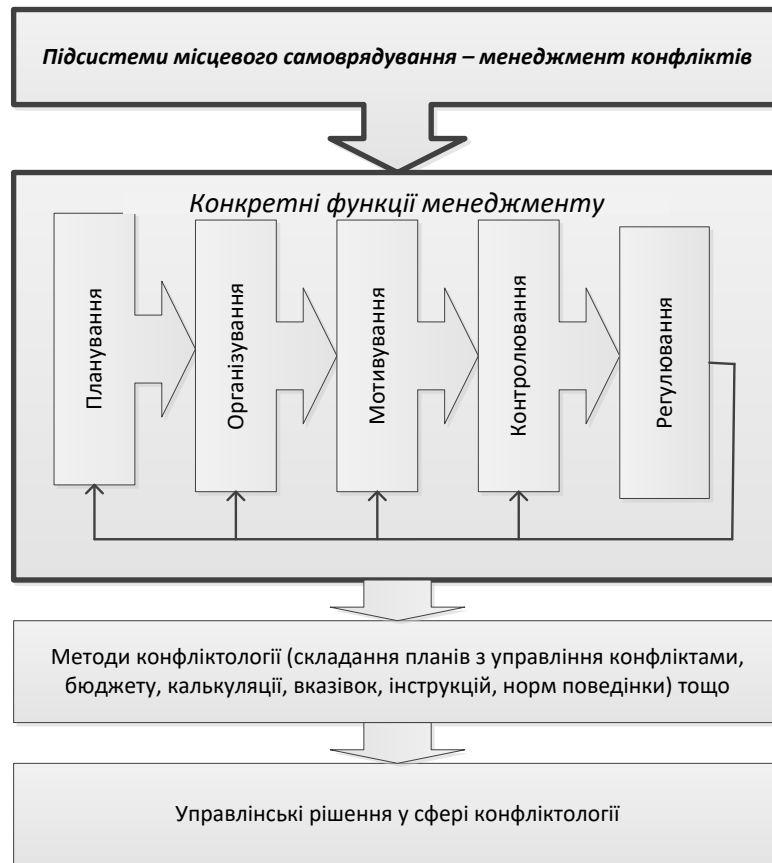 Підсистеми місцевого самоврядування – менеджмент конфліктів
Конкретні функції менеджменту
Планування
Організування
Мотивування
Контролювання
Регулювання
Методи конфліктології (складання планів з управління конфліктами,
бюджету, калькуляції, вказівок, інструкцій, норм поведінки) тощо
Управлінські рішення у сфері конфліктології